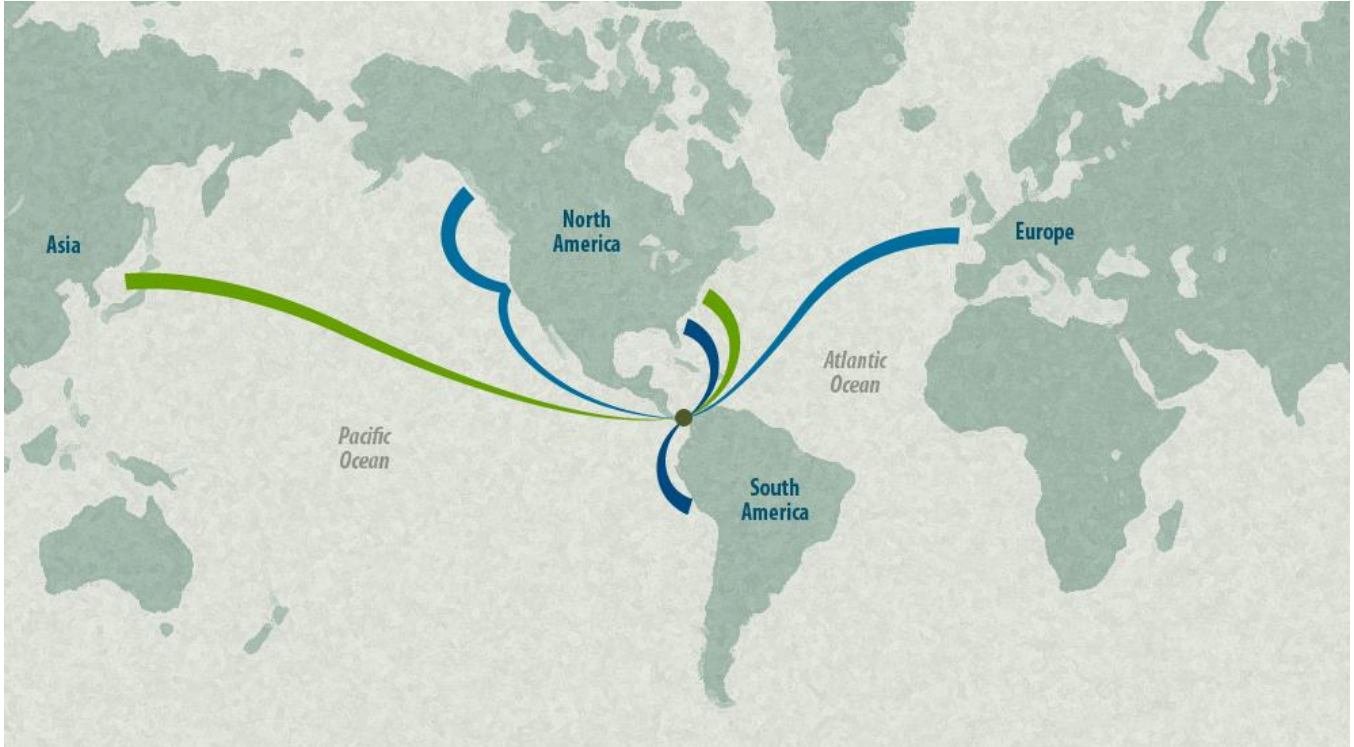 Asia
North
America
Europe
Atlantic
Ocean
Pacific
Ocean
South
America